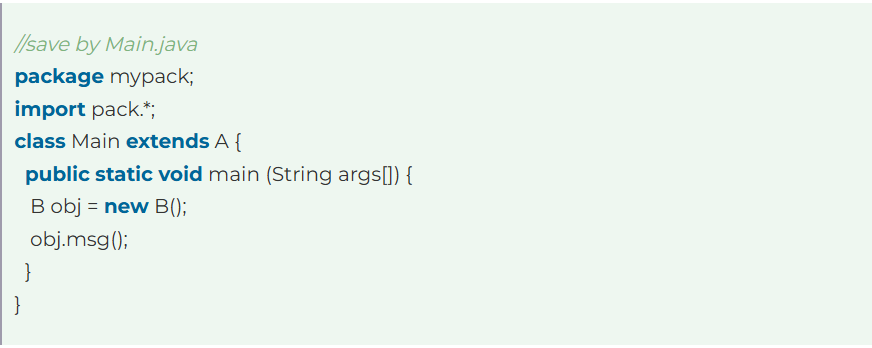 //save by Main.java
package mypack;
import pack.*;
class Main extends A {
public static void main (String args[]) {
B obj = new B();
obj.msg();
}
}